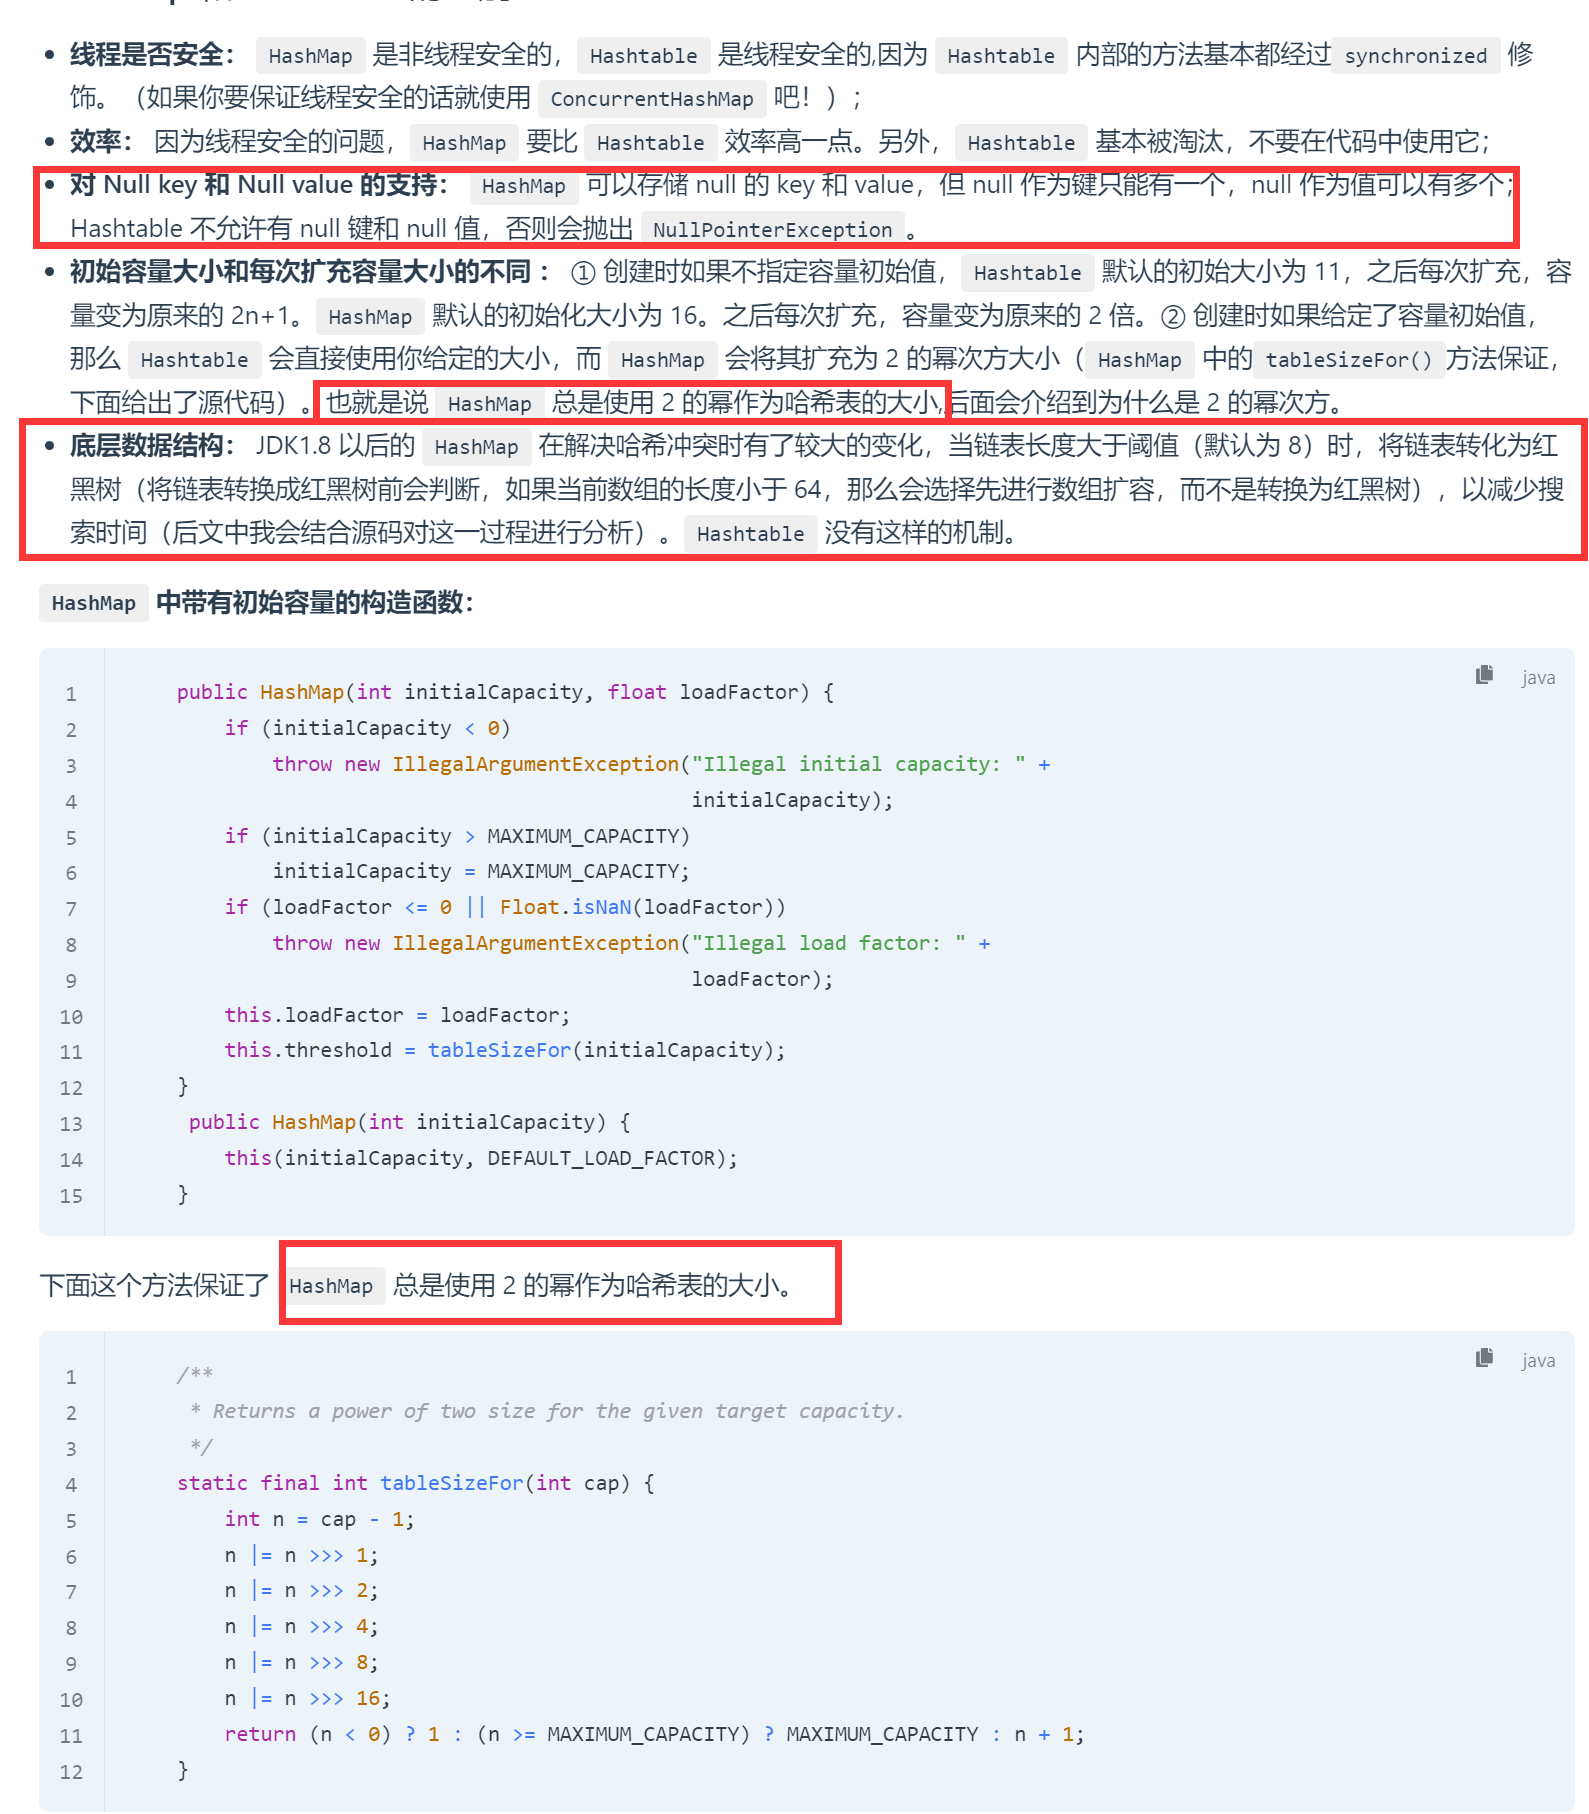 线程是否安全： HashMap 是非线程安全的， Hashtable 是线程安全的,因为 Hashtable 内部的方法基本都经过 synchronized 修
饰。（如果你要保证线程安全的话就使用 ConcurrentHashMap 吧！）；
效率： 因为线程安全的问题， HashMap 要比 Hashtable 效率高一点。另外， Hashtable 基本被淘汰，不要在代码中使用它；
对 Null key 和 Null value 的支持： HashMap 可以存储 null 的 key 和 value，但 null 作为键只能有一个，null 作为值可以有多个；
Hashtable 不允许有 null 键和 null 值，否则会抛出 NullPointerException 。
初始容量大小和每次扩充容量大小的不同 ： ① 创建时如果不指定容量初始值， Hashtable 默认的初始大小为 11，之后每次扩充，容
量变为原来的 2n+1。 HashMap 默认的初始化大小为 16。之后每次扩充，容量变为原来的 2 倍。② 创建时如果给定了容量初始值，
那么 Hashtable 会直接使用你给定的大小，而 HashMap 会将其扩充为 2 的幂次方大小（ HashMap 中的 tableSizeFor() 方法保证，
下面给出了源代码）。也就是说 HashMap 总是使用 2 的幂作为哈希表的大小,后面会介绍到为什么是 2 的幂次方。
底层数据结构： JDK1.8 以后的 HashMap 在解决哈希冲突时有了较大的变化，当链表长度大于阈值（默认为 8）时，将链表转化为红
黑树（将链表转换成红黑树前会判断，如果当前数组的长度小于 64，那么会选择先进行数组扩容，而不是转换为红黑树），以减少搜
索时间（后文中我会结合源码对这一过程进行分析）。 Hashtable 没有这样的机制。
HashMap 中带有初始容量的构造函数：
java
1 public HashMap(int initialCapacity, float loadFactor) {
2 if (initialCapacity < 0)
3 throw new IllegalArgumentException("Illegal initial capacity: " +
4 initialCapacity);
5 if (initialCapacity > MAXIMUM_CAPACITY)
6 initialCapacity = MAXIMUM_CAPACITY;
7 if (loadFactor <= 0 || Float.isNaN(loadFactor))
8 throw new IllegalArgumentException("Illegal load factor: " +
9 loadFactor);
10 this.loadFactor = loadFactor;
11 this.threshold = tableSizeFor(initialCapacity);
12 }
13 public HashMap(int initialCapacity) {
14 this(initialCapacity, DEFAULT_LOAD_FACTOR);
15 }
下面这个方法保证了 HashMap 总是使用 2 的幂作为哈希表的大小。
java
1 /**
2 * Returns a power of two size for the given target capacity.
3 */
4 static final int tableSizeFor(int cap) {
5 int n = cap - 1;
6 n |= n >>> 1;
7 n |= n >>> 2;
8 n |= n >>> 4;
9 n |= n >>> 8;
10 n |= n >>> 16;
11 return (n < 0) ? 1 : (n >= MAXIMUM_CAPACITY) ? MAXIMUM_CAPACITY : n + 1;
12 }